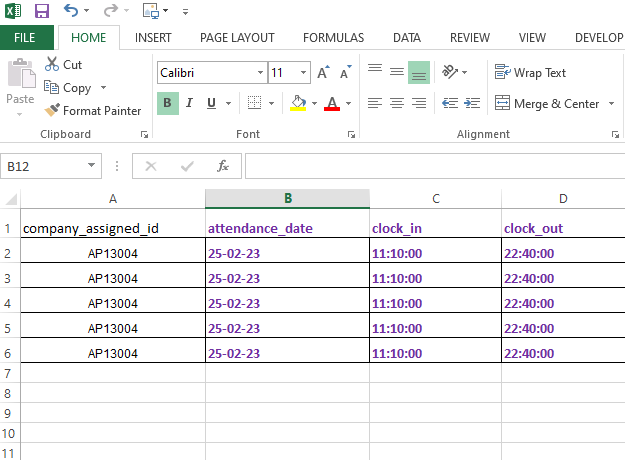 FILE HOME INSERT PAGE LAYOUT FORMULAS DATA REVIEW VIEW DEVELOP
Paste
Cut
Copy
Format Painter
Clipboard
Calibri 11 A A
B I U A
Font
Wrap Text
Merge & Center
Alignment
B12 fx
A B C D
1 company_assigned_id attendance_date clock_in clock_out
2 AP13004 25-02-23 11:10:00 22:40:00
3 AP13004 25-02-23 11:10:00 22:40:00
4 AP13004 25-02-23 11:10:00 22:40:00
5 AP13004 25-02-23 11:10:00 22:40:00
6 AP13004 25-02-23 11:10:00 22:40:00
7
8
9
10
11